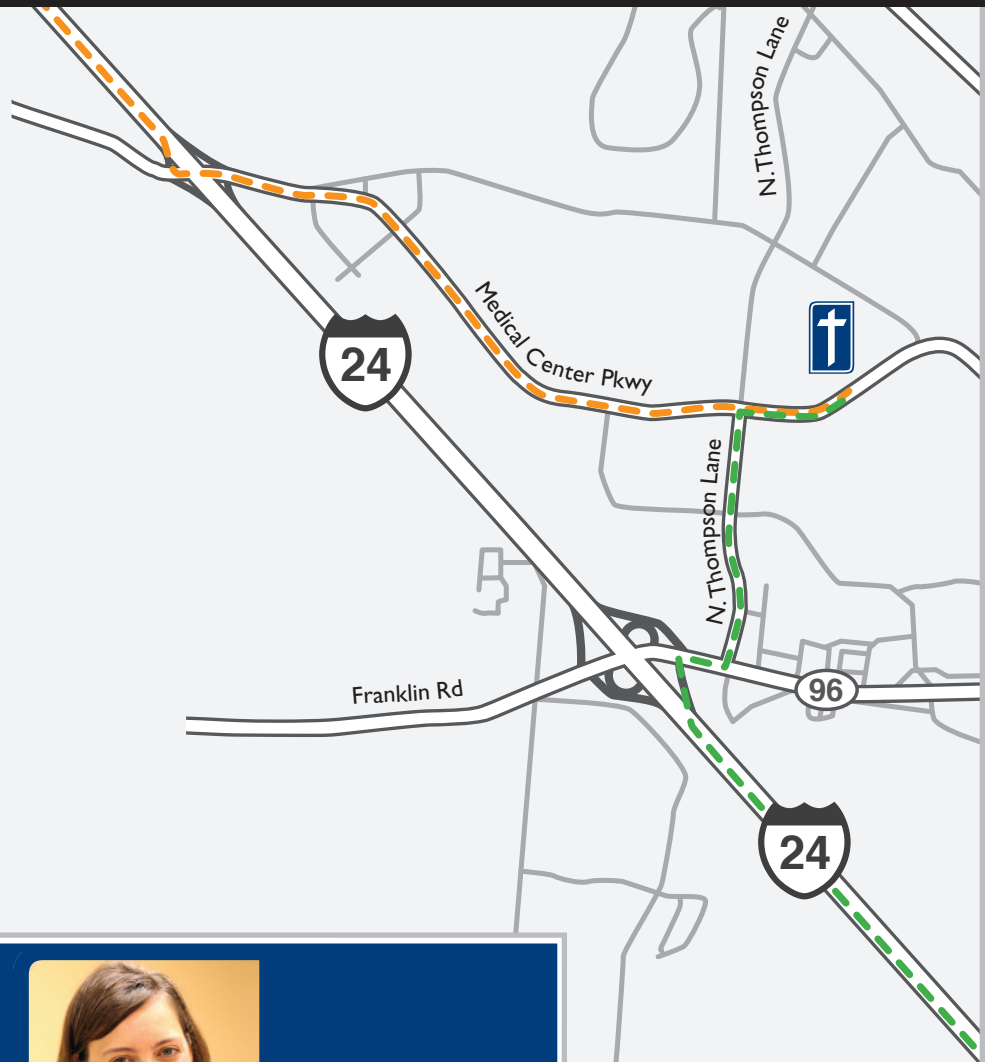 N. Thompson Lane
24
Medical Center Pkwy
N. Thompson Lane
Franklin Rd
96
24